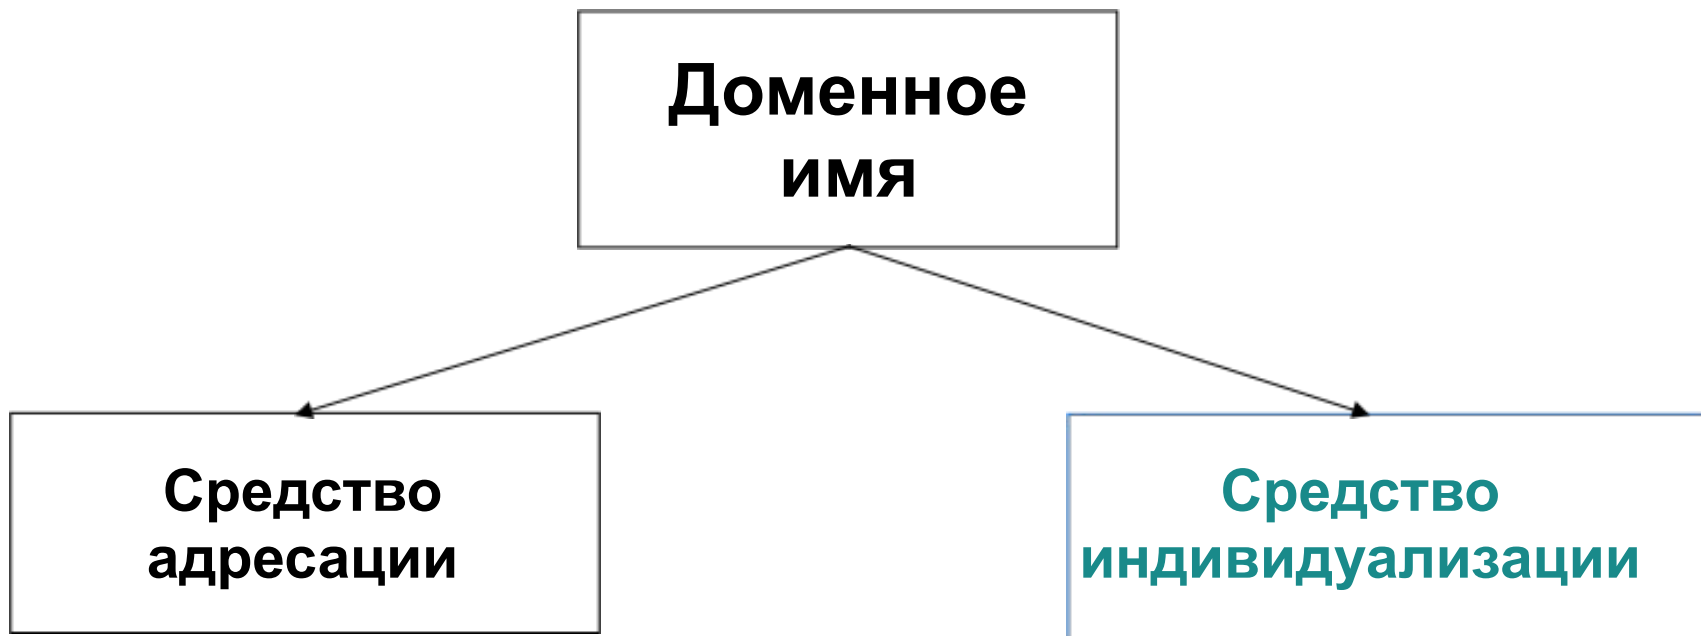 Доменное
имя
Средство
адресации
Средство
индивидуализации